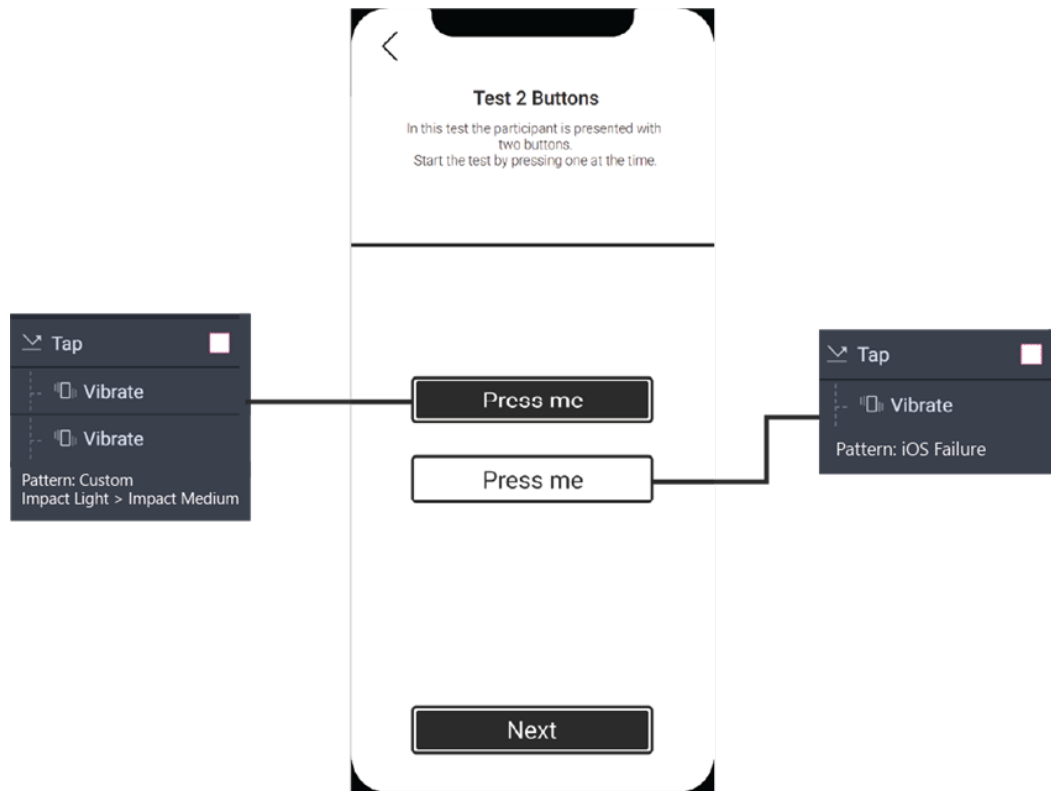 Test 2 Buttons
In this test the participant is presented with
two buttons.
Start the test by pressing one at the time.
Tap
Vibrate
Vibrate
Pattern: Custom
Impact Light > Impact Medium
Press me
Press me
Tap
Vibrate
Pattern: iOS Failure
Next